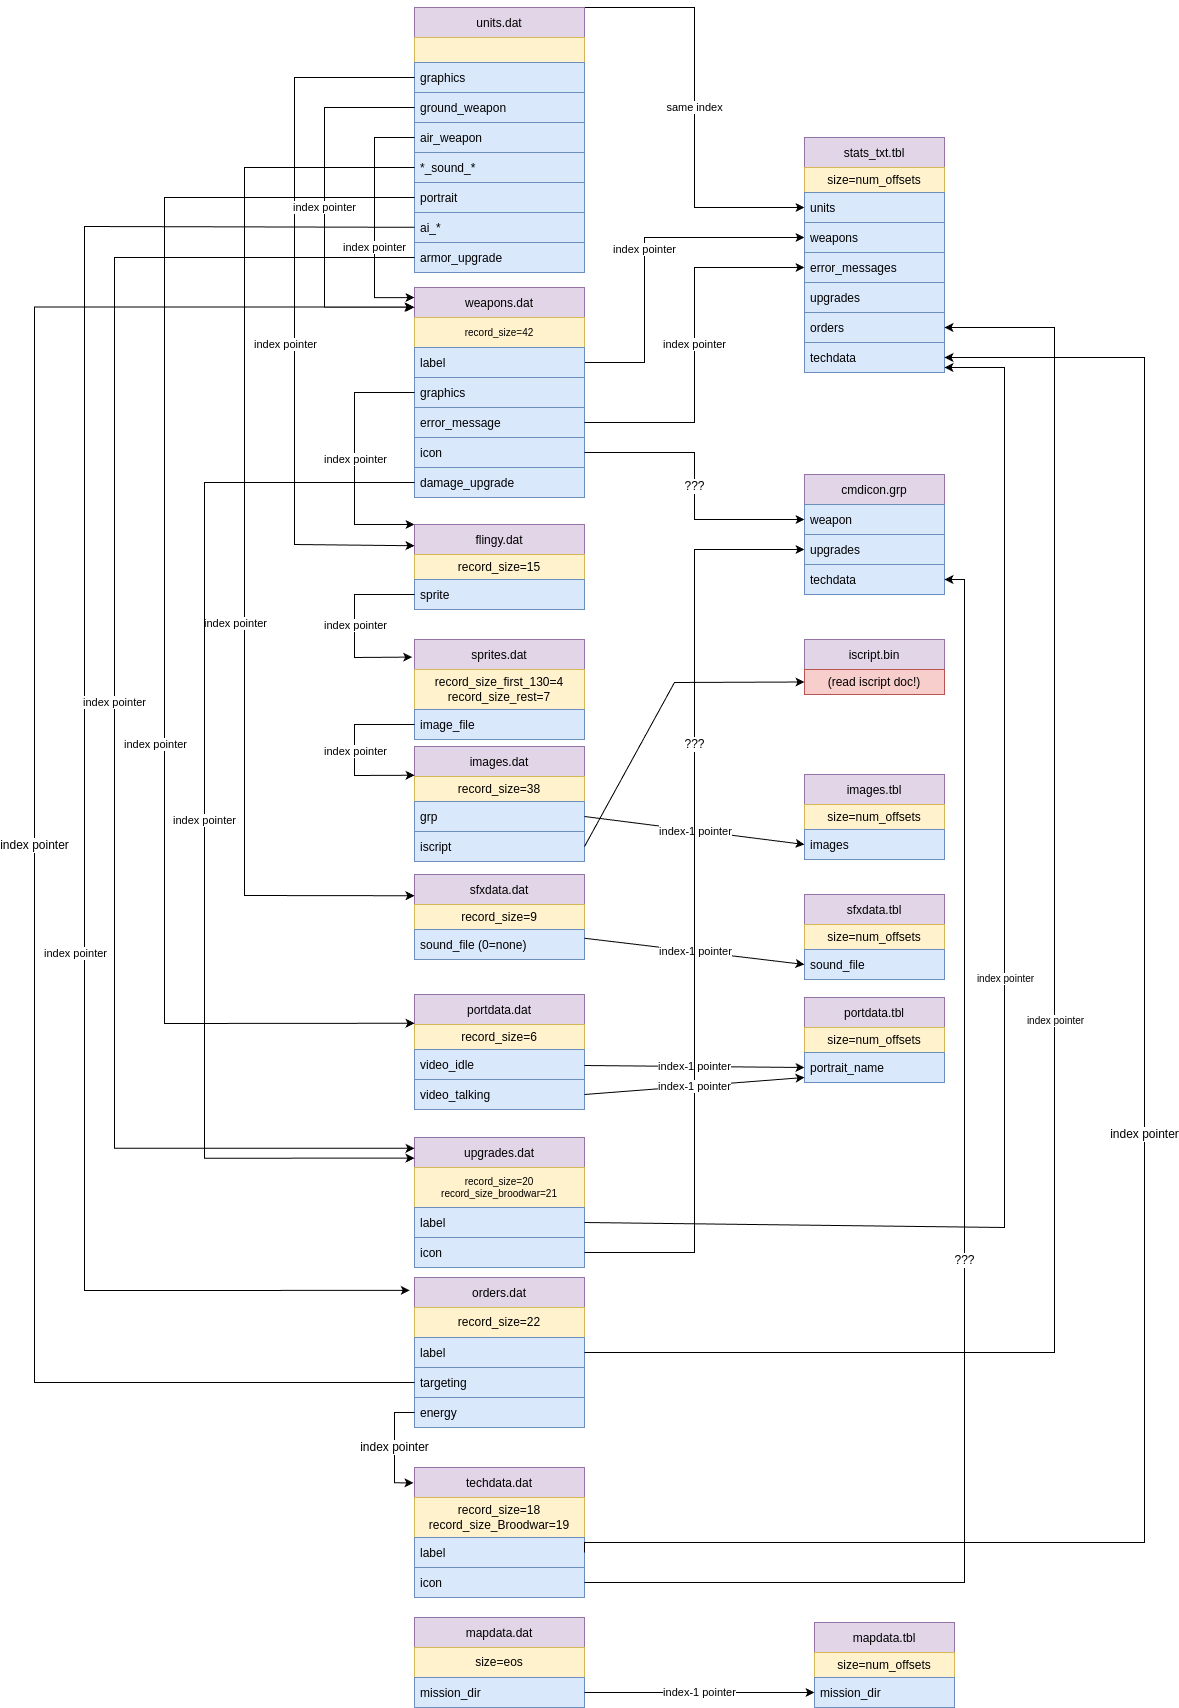 units.dat
graphics
ground_weapon
air_weapon
*_sound_*
portrait
ai_*
armor_upgrade
same index
index pointer
index pointer
index pointer
index pointer
index pointer
stats_txt.tbl
size=num_offsets
units
weapons
error_messages
upgrades
orders
techdata
weapons.dat
record_size=42
label
graphics
error_message
icon
damage_upgrade
index pointer
???
cmdicon.grp
weapon
upgrades
techdata
flingy.dat
record_size=15
sprite
index pointer
index pointer
sprites.dat
record_size_first_130=4
record_size_rest=7
image_file
iscript.bin
(read iscript doc!)
index pointer
index pointer
index pointer
???
images.dat
record_size=38
grp
iscript
index-1 pointer
images.tbl
size=num_offsets
images
index pointer
index pointer
sfxdata.dat
record_size=9
sound_file (0=none)
index-1 pointer
sfxdata.tbl
size=num_offsets
sound_file
index pointer
index pointer
index pointer
portdata.dat
record_size=6
video_idle
video_talking
index-1 pointer
index-1 pointer
portdata.tbl
size=num_offsets
portrait_name
index pointer
upgrades.dat
record_size=20
record_size_broodwar=21
label
icon
???
orders.dat
record_size=22
label
targeting
energy
index pointer
techdata.dat
record_size=18
record_size_Broodwar=19
label
icon
mapdata.dat
size=eos
mission_dir
index-1 pointer
mapdata.tbl
size=num_offsets
mission_dir